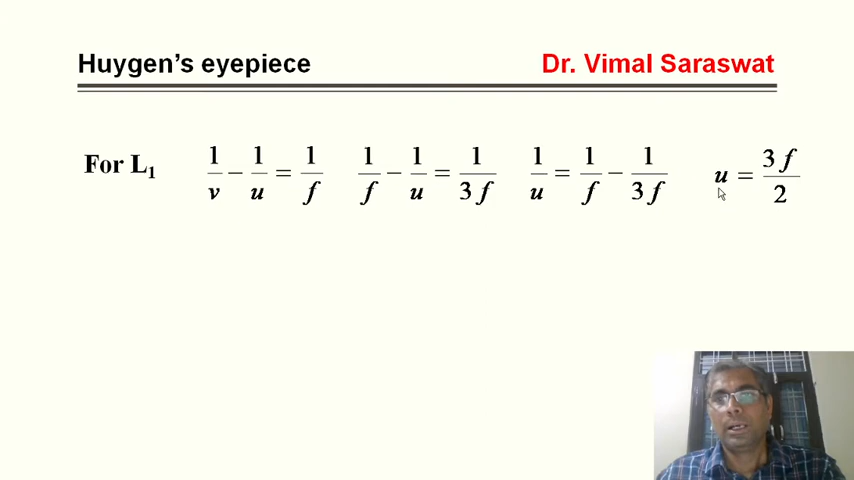 Huygen's eyepiece Dr. Vimal Saraswat
For L₁ 1/v − 1/u = 1/f 1/f − 1/u = 1/3f 1/u = 1/f − 1/3f u = 3f/2